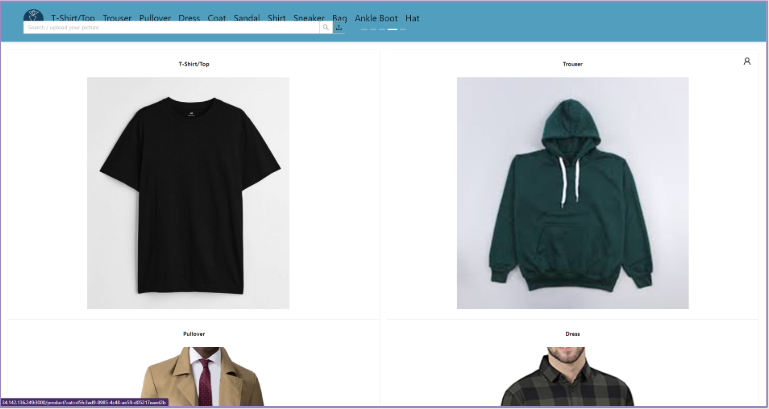 T-Shirt/Top Trouser Pullover Dress Coat Sandal Shirt Sneaker Bag Ankle Boot Hat
Search / upload your picture
T-Shirt/Top
Trouser
Pullover
Dress